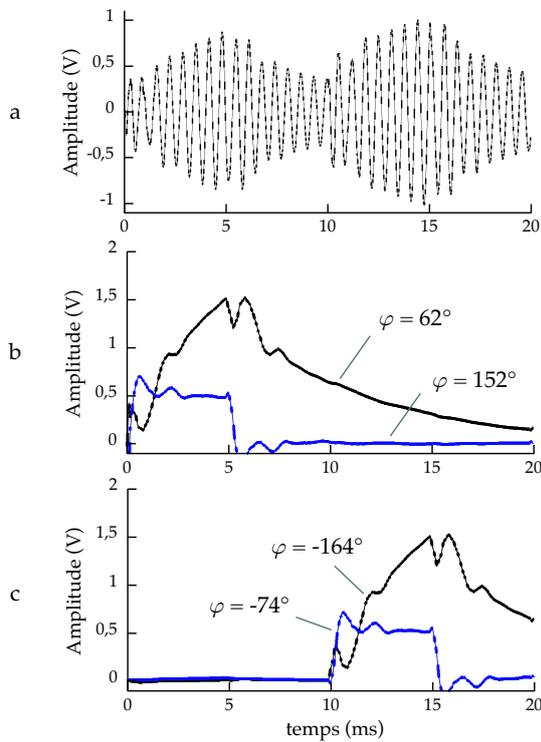 a
Amplitude (V)
1
0,5
0
-0,5
-1
0 5 10 15 20
b
Amplitude (V)
2
1,5
1
0,5
0
φ = 62°
φ = 152°
0 5 10 15 20
c
Amplitude (V)
2
1,5
1
0,5
0
φ = -164°
φ = -74°
0 5 10 15 20
temps (ms)